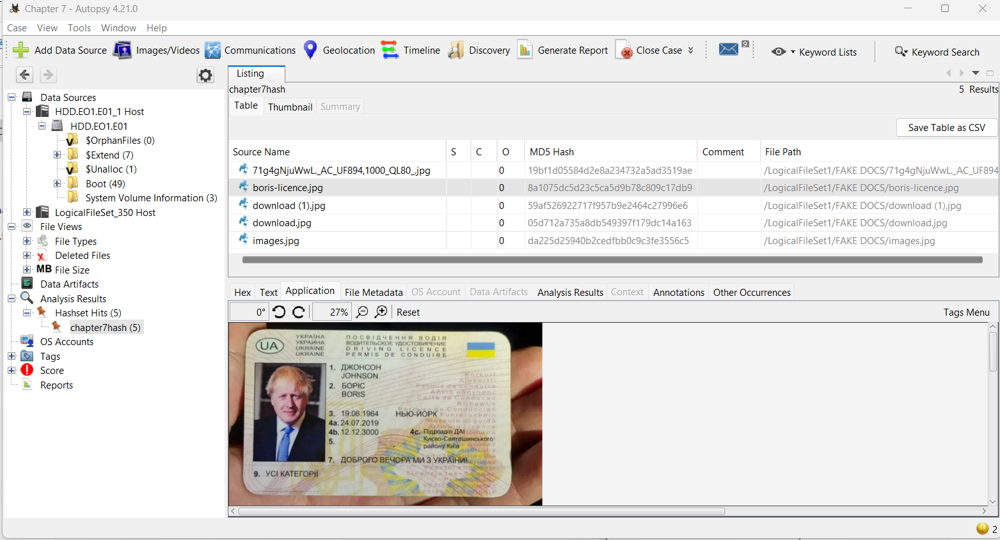 Chapter 7 - Autopsy 4.21.0
Case View Tools Window Help
Add Data Source Images/Videos Communications Geolocation Timeline Discovery Generate Report Close Case 9 Keyword Lists Keyword Search
Listing
chapter7hash 5 Results
Table Thumbnail Summary
Save Table as CSV
Source Name S C O MD5 Hash Comment File Path
71g4gNjuWwL._AC_UF894,1000_QL80_.jpg 0 19bf1d05584d2e8a234732a5ad3519ae /LogicalFileSet1/FAKE DOCS/71g4gNjuWwL._AC_UF894
boris-licence.jpg 0 8a1075dc5d23c5ca5d9b78c809c17db9 /LogicalFileSet1/FAKE DOCS/boris-licence.jpg
download (1).jpg 0 59af526922717f957b9e2464c27996e6 /LogicalFileSet1/FAKE DOCS/download (1).jpg
download.jpg 0 05d712a735a8db549397f179dc14a163 /LogicalFileSet1/FAKE DOCS/download.jpg
images.jpg 0 da225d25940b2cedfbb0c9c3fe3556c5 /LogicalFileSet1/FAKE DOCS/images.jpg
Data Sources
HDD.EO1.E01_1 Host
HDD.EO1.E01
$OrphanFiles (0)
$Extend (7)
$Unalloc (1)
Boot (49)
System Volume Information (3)
LogicalFileSet_350 Host
File Views
File Types
Deleted Files
MB File Size
Data Artifacts
Analysis Results
Hashset Hits (5)
chapter7hash (5)
OS Accounts
Tags
Score
Reports
Hex Text Application File Metadata OS Account Data Artifacts Analysis Results Context Annotations Other Occurrences
0° 27% Reset Tags Menu
UA
УКРАЇНА ПОСВІДЧЕННЯ ВОДІЯ
УКРАИНА ВОДИТЕЛЬСКОЕ УДОСТОВИРЕНИЕ
UKRAINE DRIVING LICENCE
UKRAINE PERMIS DE CONDUIRE
1. ДЖОНСОН
JOHNSON
2. БОРІС
BORIS
3. 19.06.1964 НЬЮ-ЙОРК
4a. 24.07.2019
4b. 12.12.3000 4c. Підрозділ ДАІ
Києво-Святошинського
району Київ
5.
7. ДОБРОГО ВЕЧОРА МИ З УКРАЇНИ!
9. УСІ КАТЕГОРІЇ
2